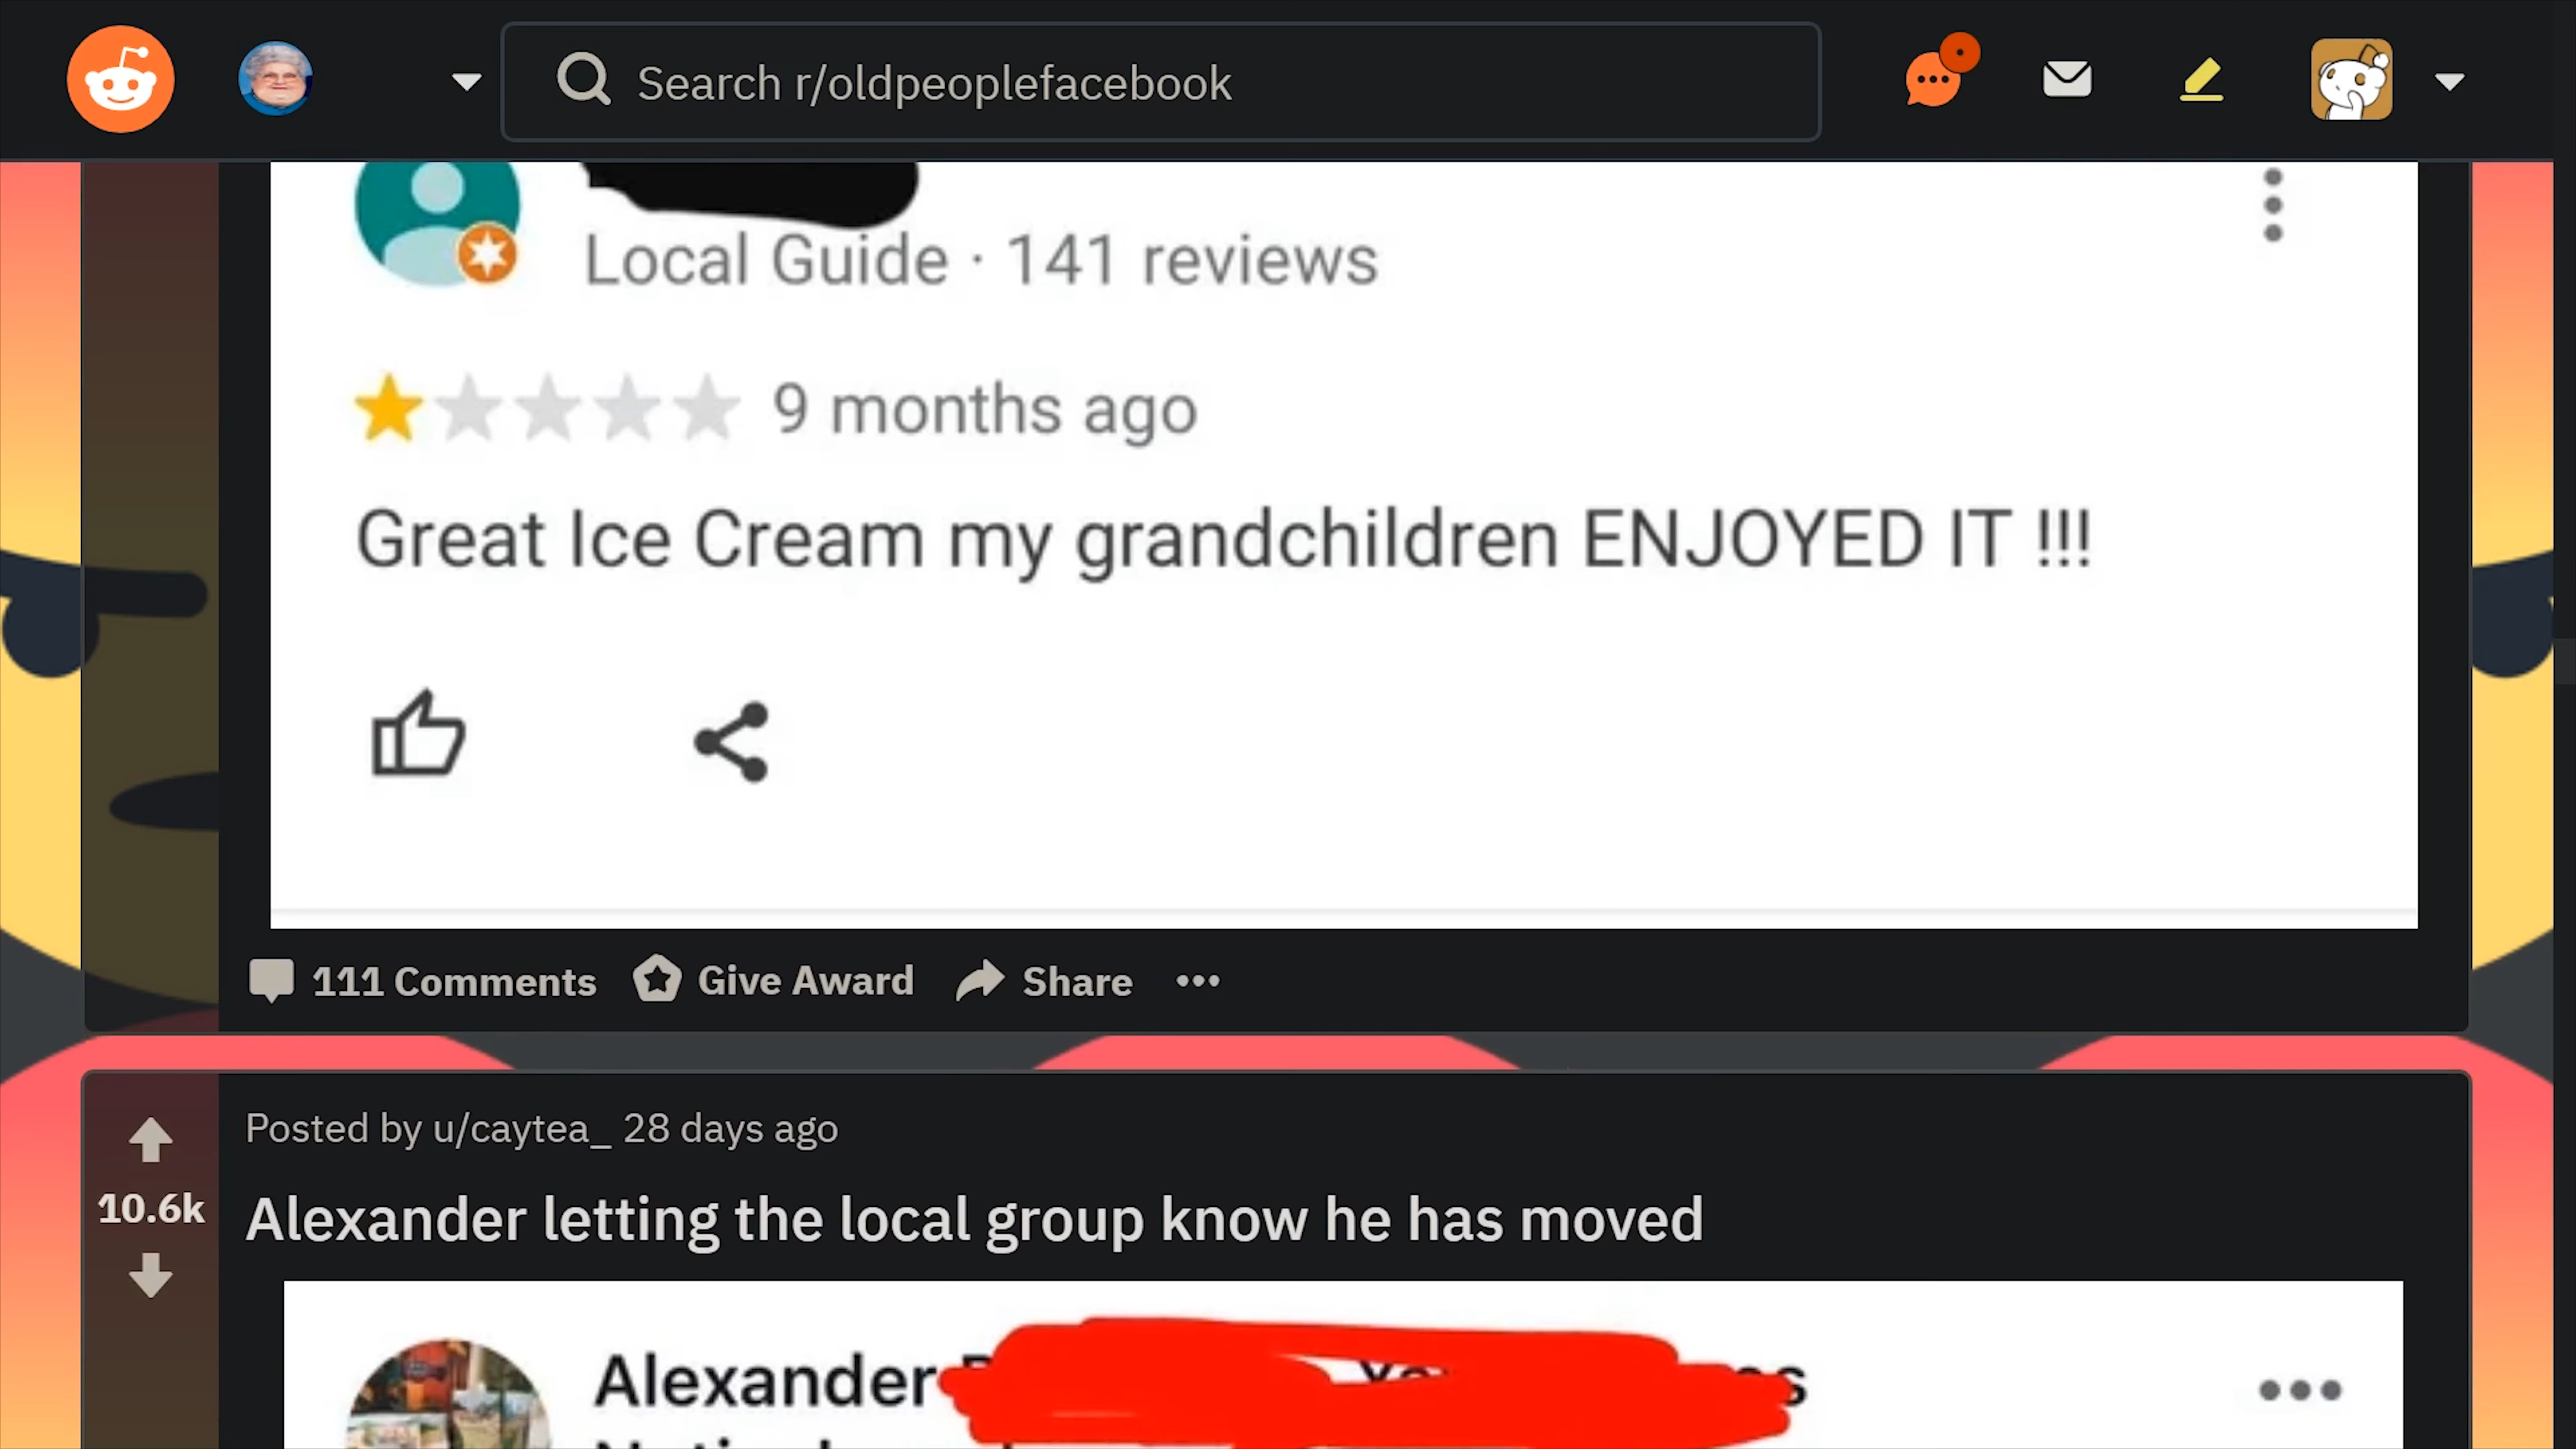 Search r/oldpeoplefacebook
Local Guide · 141 reviews
9 months ago
Great Ice Cream my grandchildren ENJOYED IT !!!
111 Comments Give Award Share
Posted by u/caytea_ 28 days ago
10.6k
Alexander letting the local group know he has moved
Alexander